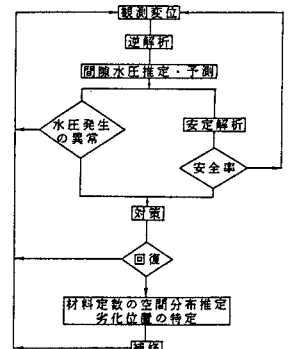 観測変位
逆解析
間隙水圧推定・予測
水圧発生
の異常
安定解析
安全率
対策
回復
材料定数の空間分布推定
劣化位置の特定
補修